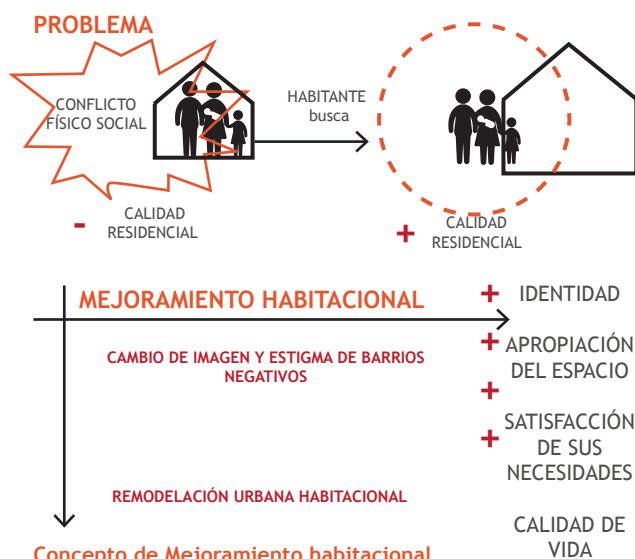 PROBLEMA
CONFLICTO
FÍSICO SOCIAL
HABITANTE
busca
- CALIDAD
RESIDENCIAL
+ CALIDAD
RESIDENCIAL
MEJORAMIENTO HABITACIONAL
CAMBIO DE IMAGEN Y ESTIGMA DE BARRIOS
NEGATIVOS
REMODELACIÓN URBANA HABITACIONAL
Concepto de Mejoramiento habitacional
+ IDENTIDAD
+ APROPIACIÓN
DEL ESPACIO
+
+ SATISFACCIÓN
DE SUS
NECESIDADES
CALIDAD DE
VIDA